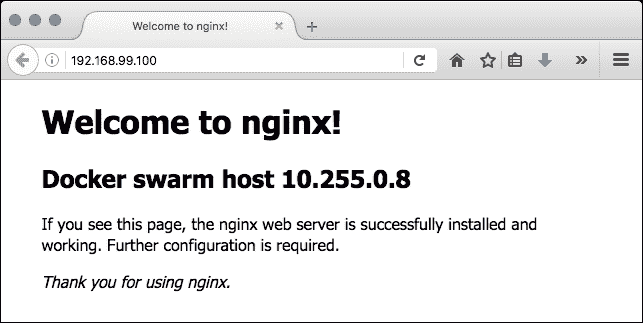 Welcome to nginx!
192.168.99.100
Welcome to nginx!
Docker swarm host 10.255.0.8
If you see this page, the nginx web server is successfully installed and
working. Further configuration is required.
Thank you for using nginx.